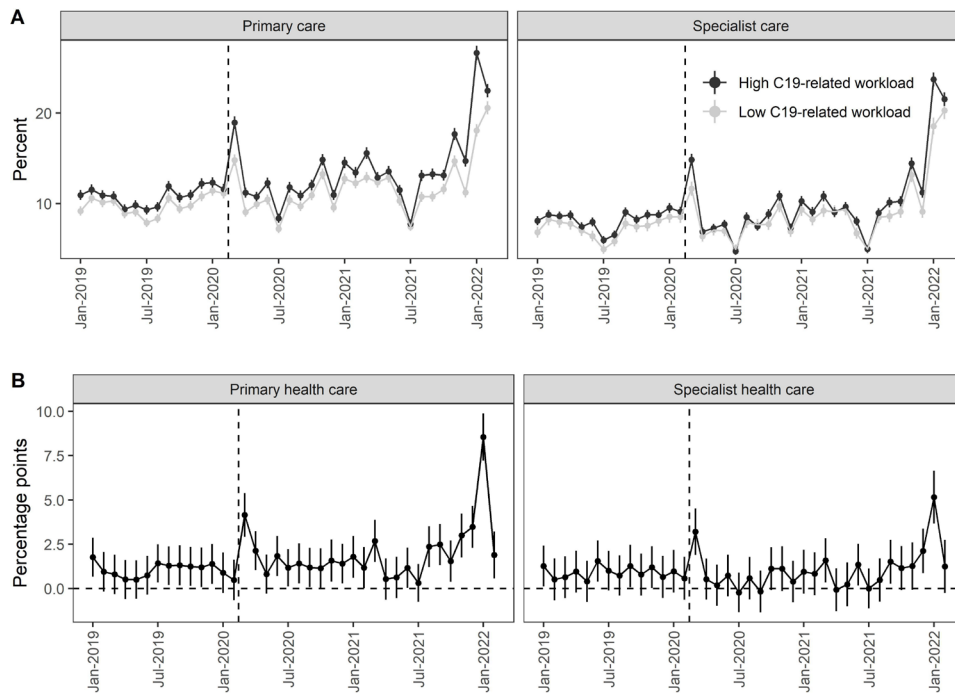 A
Primary care
Specialist care
High C19-related workload
Low C19-related workload
Percent
20
10
Jan-2019
Jul-2019
Jan-2020
Jul-2020
Jan-2021
Jul-2021
Jan-2022
Jan-2019
Jul-2019
Jan-2020
Jul-2020
Jan-2021
Jul-2021
Jan-2022
B
Primary health care
Specialist health care
Percentage points
10.0
7.5
5.0
2.5
0.0
Jan-2019
Jul-2019
Jan-2020
Jul-2020
Jan-2021
Jul-2021
Jan-2022
Jan-2019
Jul-2019
Jan-2020
Jul-2020
Jan-2021
Jul-2021
Jan-2022